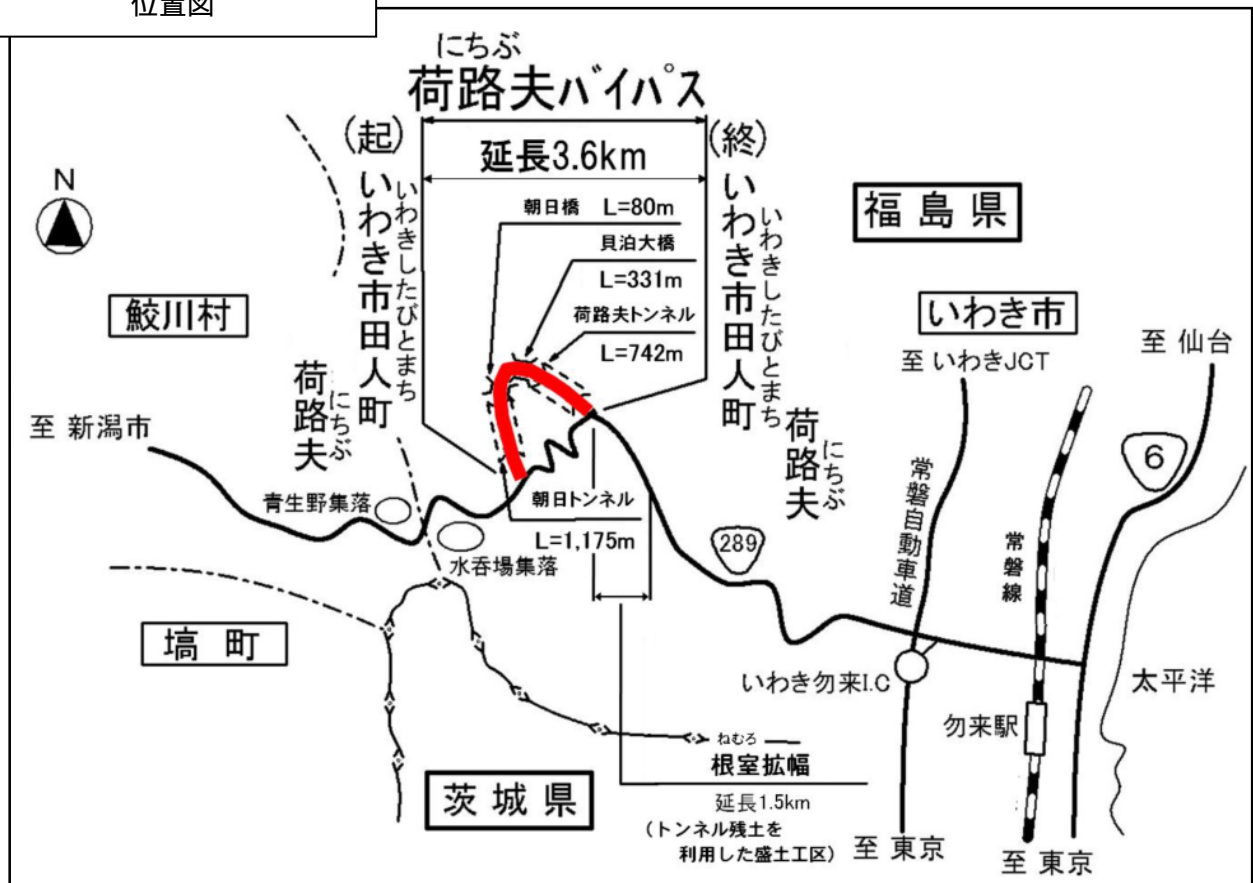 位置図
にちぶ
荷路夫バイパス
延長3.6km
(起)
いわき市田人町
いわきしたびとまち
荷路夫
にちぶ
(終)
いわき市田人町
いわきしたびとまち
荷路夫
にちぶ
朝日橋 L=80m
貝泊大橋
L=331m
荷路夫トンネル
L=742m
N
福島県
鮫川村
いわき市
至 いわきJCT
至 仙台
至 新潟市
6
青生野集落
朝日トンネル
L=1,175m
水呑場集落
289
常磐自動車道
常磐線
塙町
いわき勿来I.C
太平洋
勿来駅
ねむろ
根室拡幅
延長1.5km
(トンネル残土を
利用した盛土工区)
茨城県
至 東京
至 東京